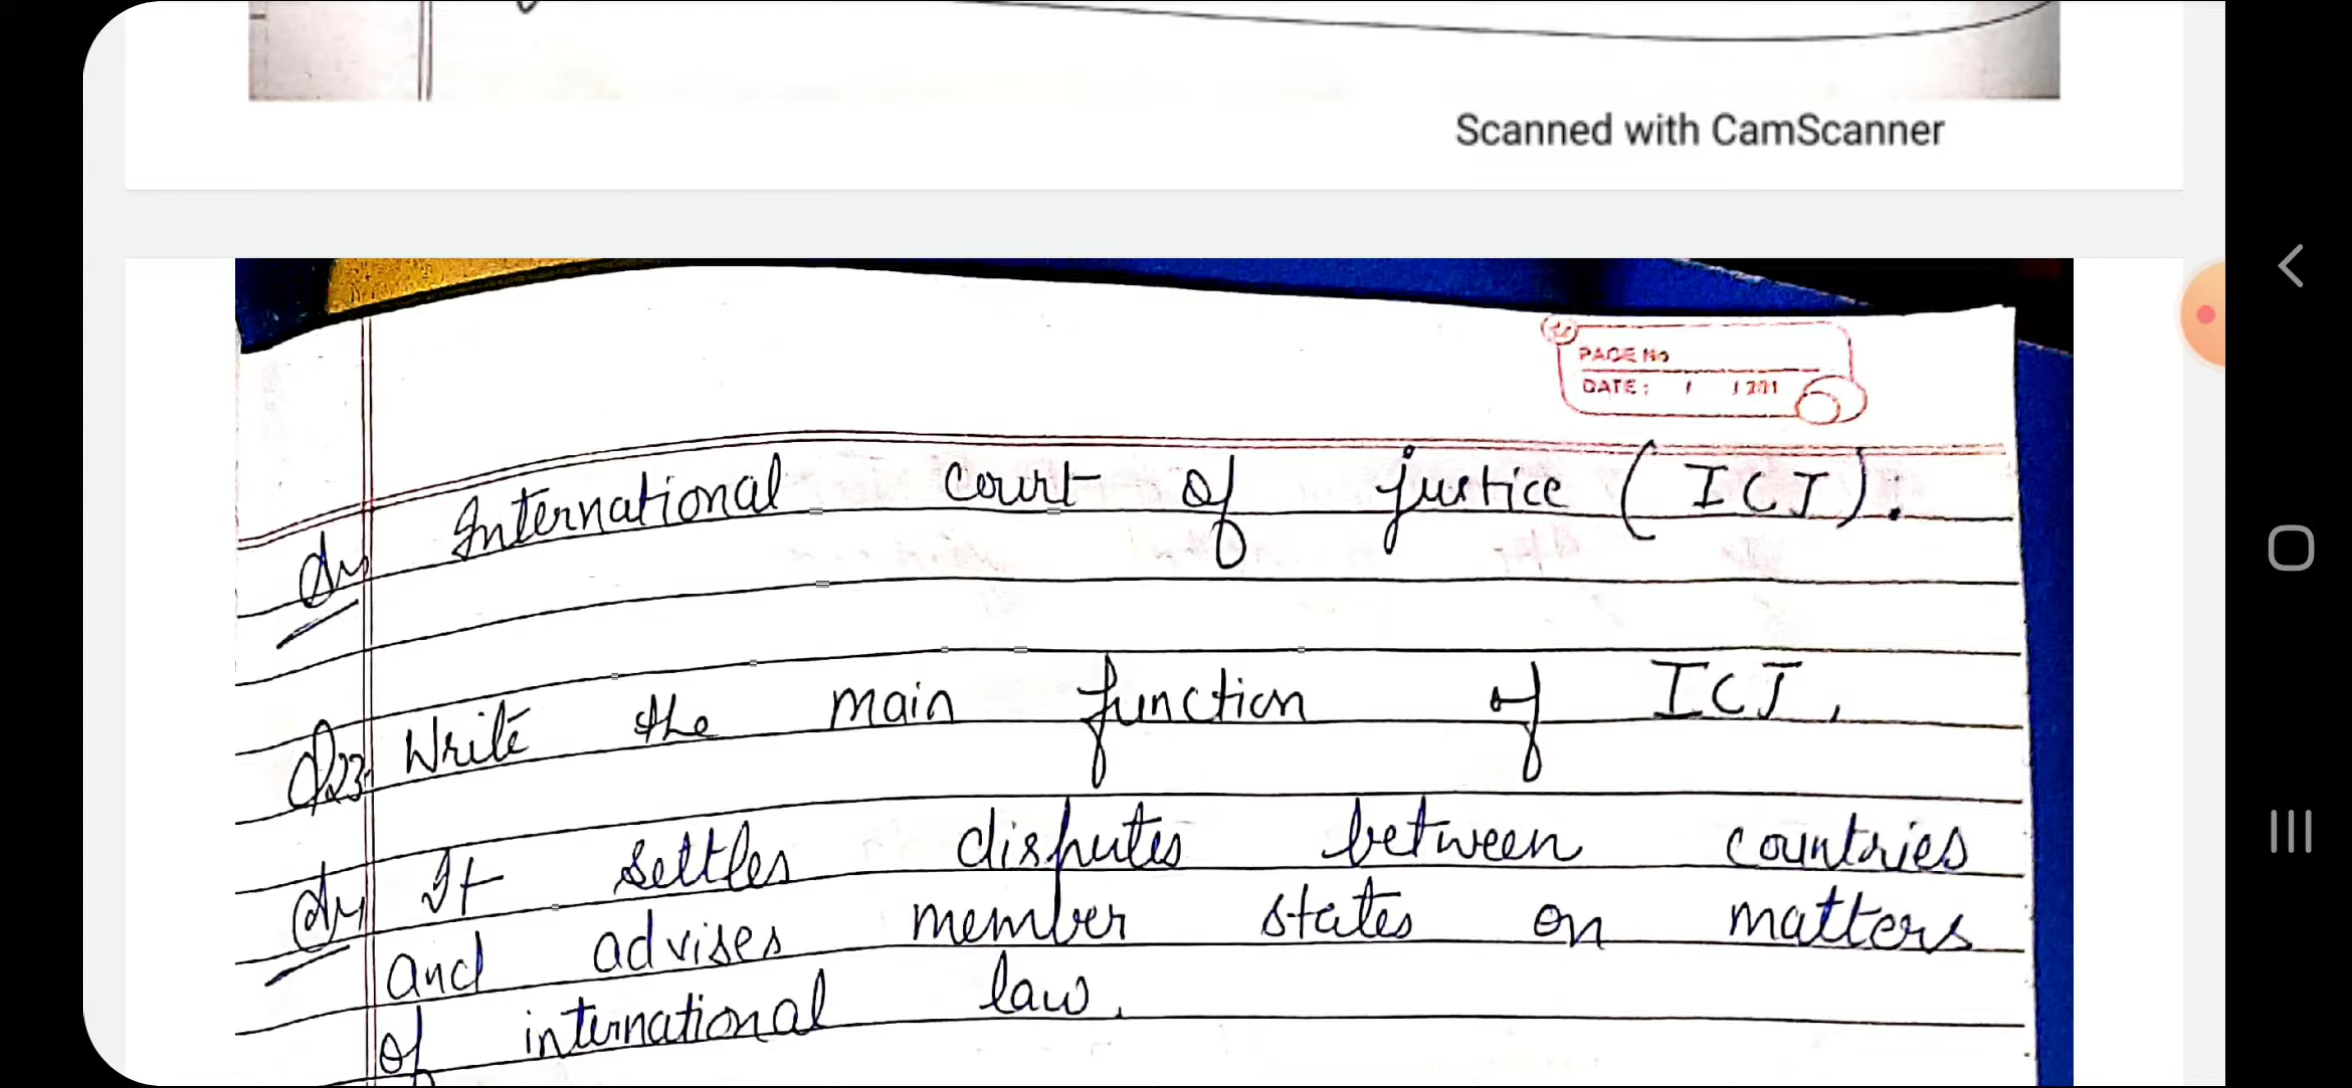 Scanned with CamScanner
PAGE No
DATE: / / 201
Ans International court of justice (ICJ).
Q23. Write the main function of ICJ.
Ans It settles disputes between countries
and advises member states on matters
of international law.